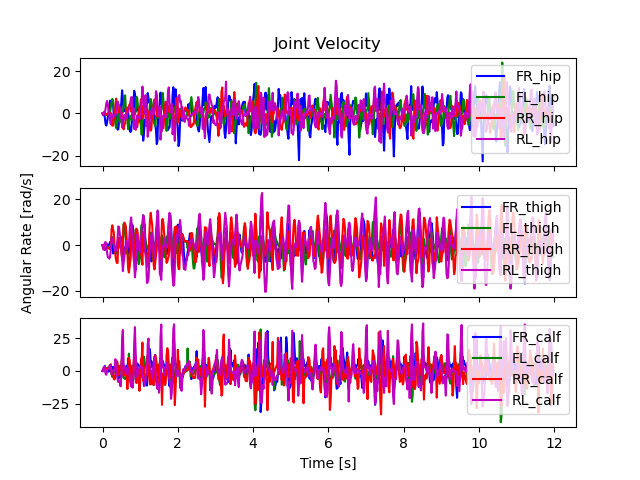 Joint Velocity
20
0
−20
FR_hip
FL_hip
RR_hip
RL_hip
Angular Rate [rad/s]
20
0
−20
FR_thigh
FL_thigh
RR_thigh
RL_thigh
25
0
−25
FR_calf
FL_calf
RR_calf
RL_calf
0 2 4 6 8 10 12
Time [s]